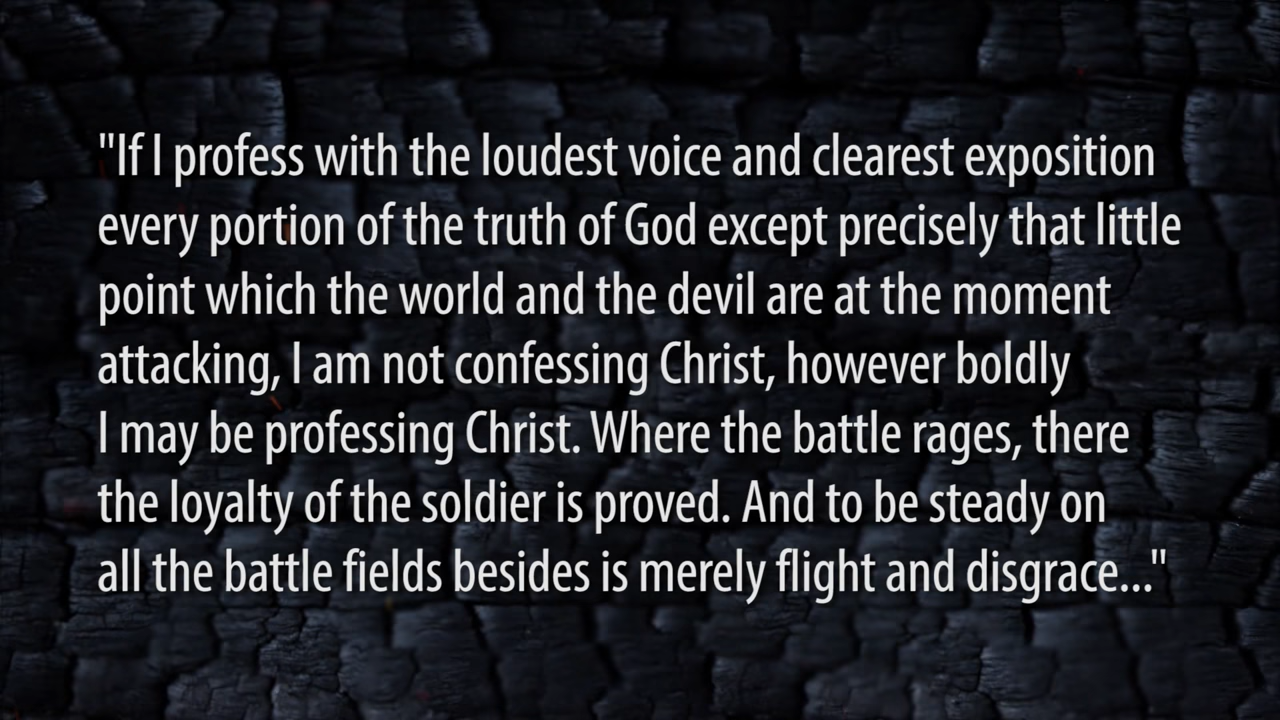 "If I profess with the loudest voice and clearest exposition
every portion of the truth of God except precisely that little
point which the world and the devil are at the moment
attacking, I am not confessing Christ, however boldly
I may be professing Christ. Where the battle rages, there
the loyalty of the soldier is proved. And to be steady on
all the battle fields besides is merely flight and disgrace..."